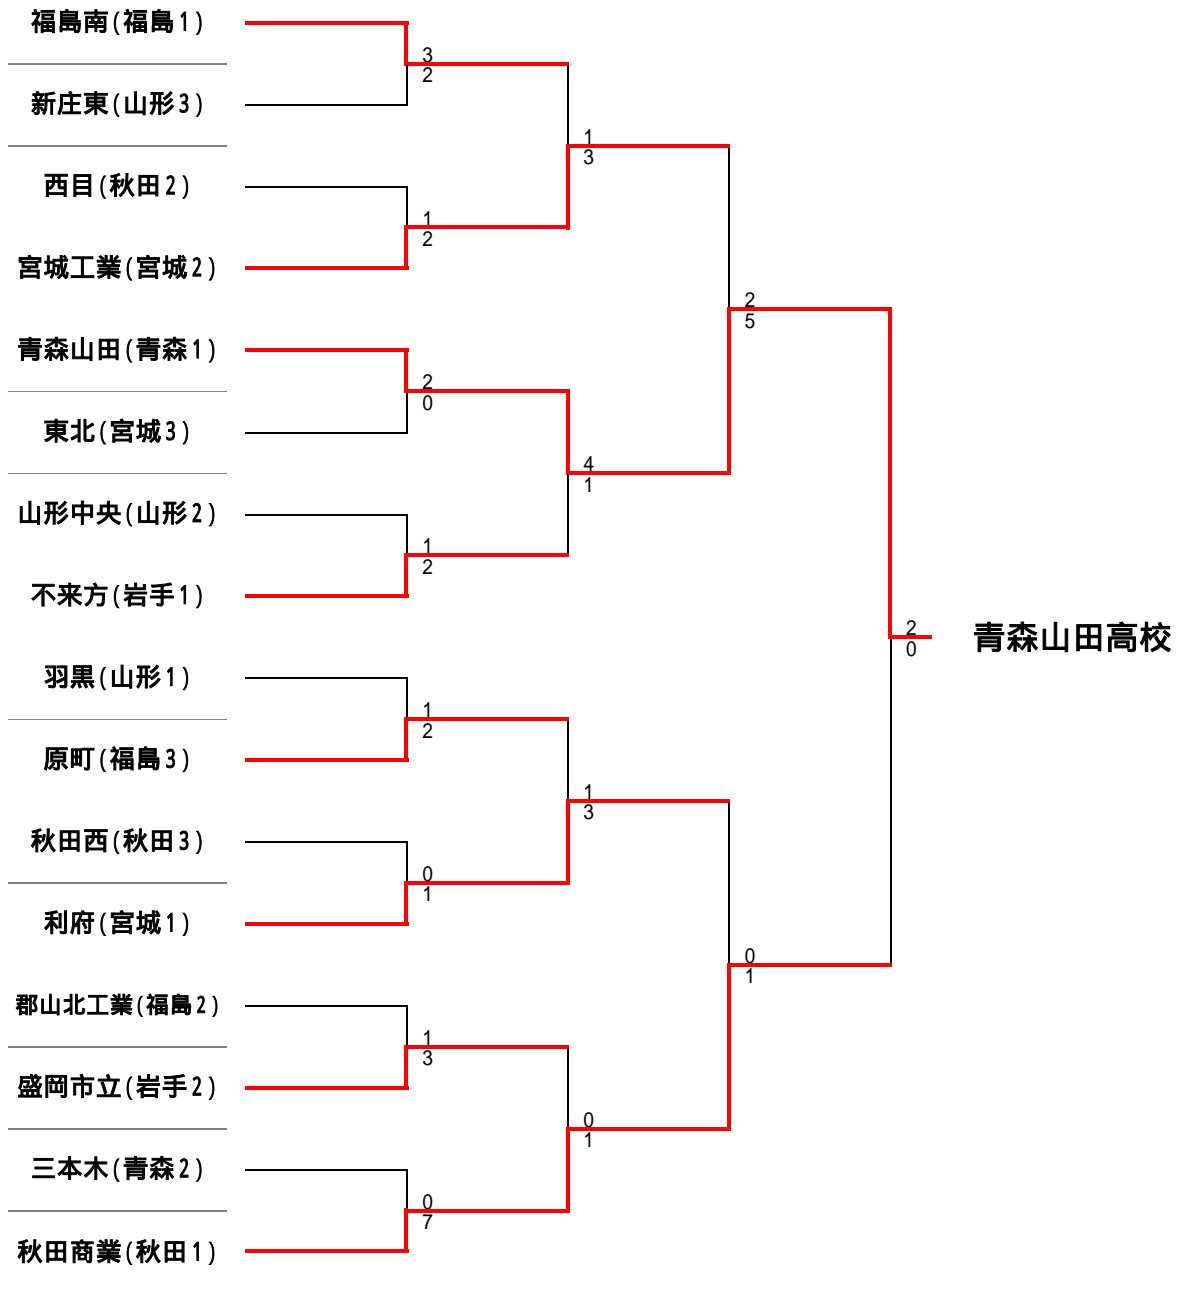 福島南(福島1)
3
2
新庄東(山形3)
1
3
西目(秋田2)
1
2
宮城工業(宮城2)
2
5
青森山田(青森1)
2
0
東北(宮城3)
4
1
山形中央(山形2)
1
2
不来方(岩手1)
2
0
青森山田高校
羽黒(山形1)
1
2
原町(福島3)
1
3
秋田西(秋田3)
0
1
利府(宮城1)
0
1
郡山北工業(福島2)
1
3
盛岡市立(岩手2)
0
1
三本木(青森2)
0
7
秋田商業(秋田1)